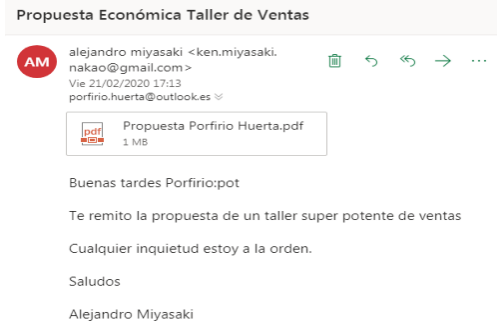 Propuesta Económica Taller de Ventas
AM
alejandro miyasaki <ken.miyasaki.
nakao@gmail.com>
Vie 21/02/2020 17:13
porfirio.huerta@outlook.es
pdf
Propuesta Porfirio Huerta.pdf
1 MB
Buenas tardes Porfirio:pot
Te remito la propuesta de un taller super potente de ventas
Cualquier inquietud estoy a la orden.
Saludos
Alejandro Miyasaki